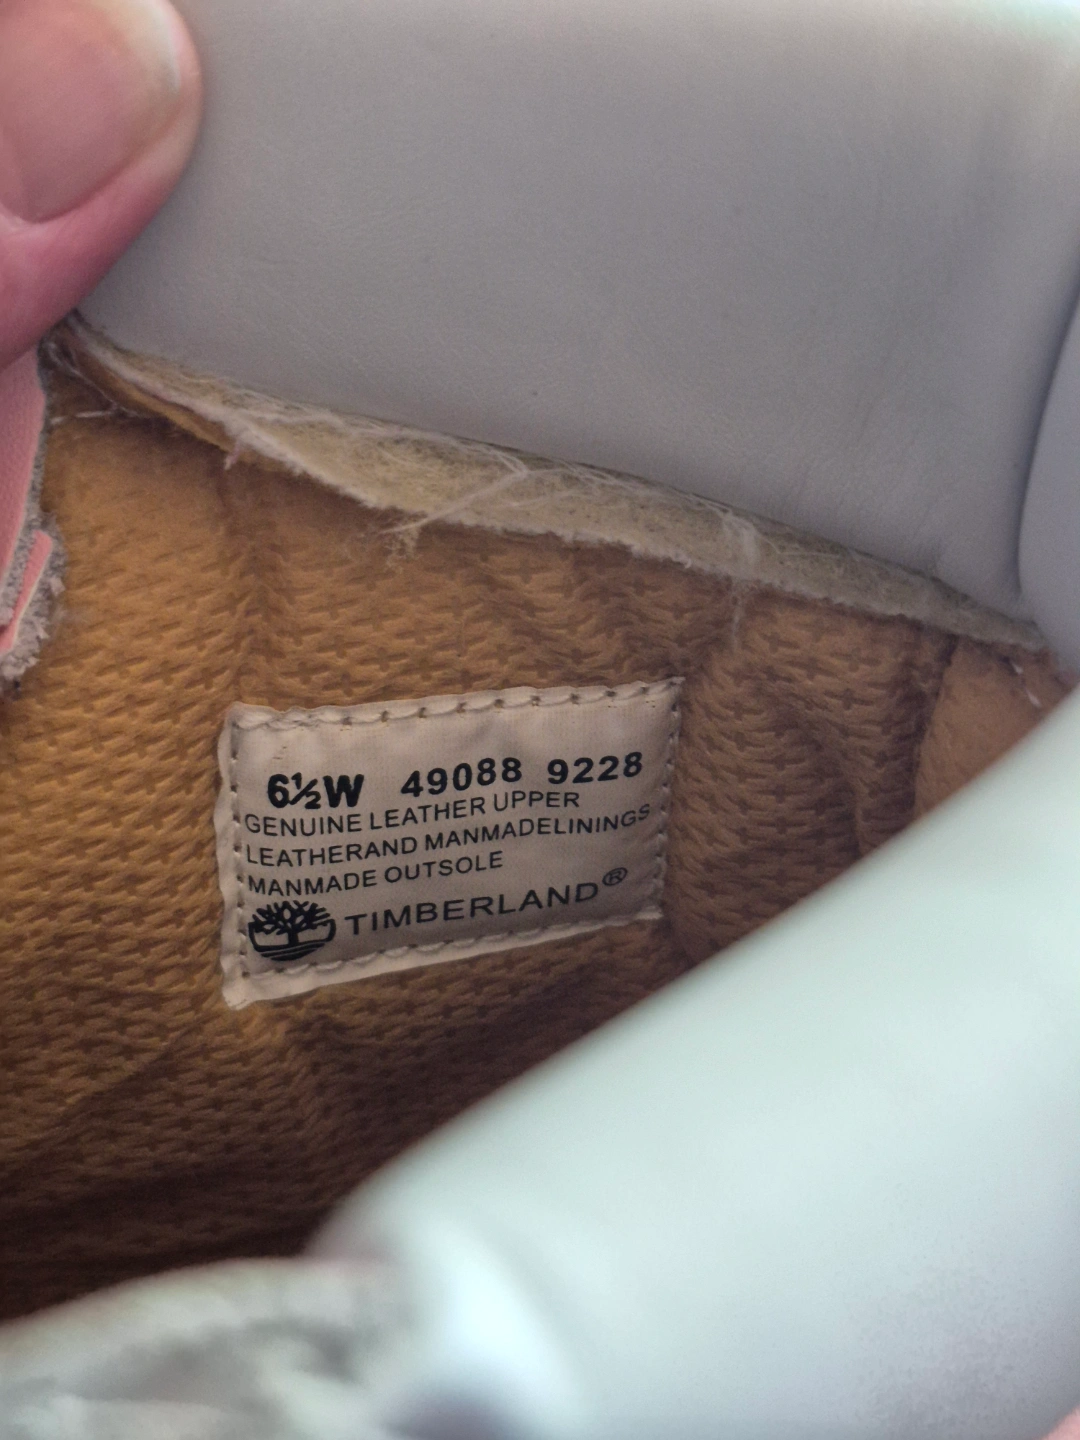 6½W 49088 9228
GENUINE LEATHER UPPER
LEATHERAND MANMADELININGS
MANMADE OUTSOLE
TIMBERLAND®